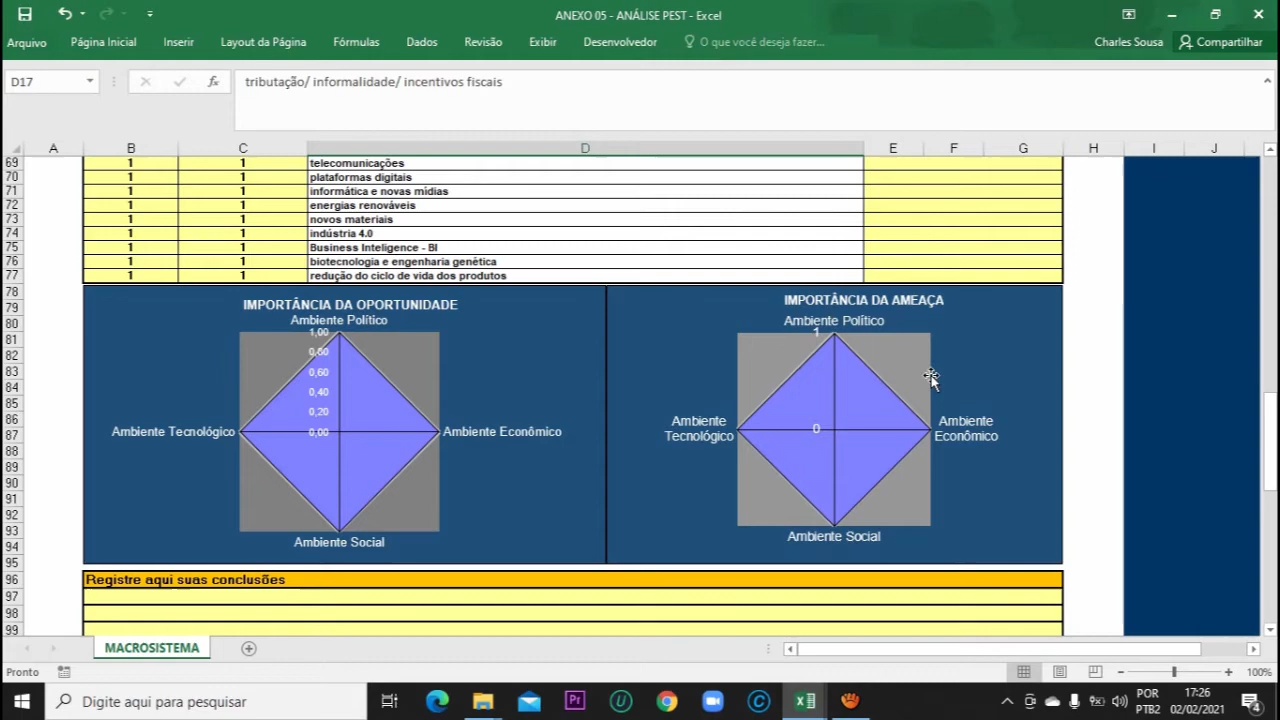 ANEXO 05 - ANÁLISE PEST - Excel
Arquivo Página Inicial Inserir Layout da Página Fórmulas Dados Revisão Exibir Desenvolvedor O que você deseja fazer... Charles Sousa Compartilhar
D17 fx tributação/ informalidade/ incentivos fiscais
A B C D E F G H I J
69 1 1 telecomunicações
70 1 1 plataformas digitais
71 1 1 informática e novas mídias
72 1 1 energias renováveis
73 1 1 novos materiais
74 1 1 indústria 4.0
75 1 1 Business Inteligence - BI
76 1 1 biotecnologia e engenharia genética
77 1 1 redução do ciclo de vida dos produtos
78
79
80
81
82
83
84
85
86
87
88
89
90
91
92
93
94
95
IMPORTÂNCIA DA OPORTUNIDADE
Ambiente Político
1,00
0,80
0,60
0,40
0,20
0,00
Ambiente Tecnológico
Ambiente Econômico
Ambiente Social
IMPORTÂNCIA DA AMEAÇA
Ambiente Político
1
0
Ambiente
Tecnológico
Ambiente
Econômico
Ambiente Social
96 Registre aqui suas conclusões
97
98
99
MACROSISTEMA
Pronto 100%
Digite aqui para pesquisar
Pr
POR
PTB2
17:26
02/02/2021
4